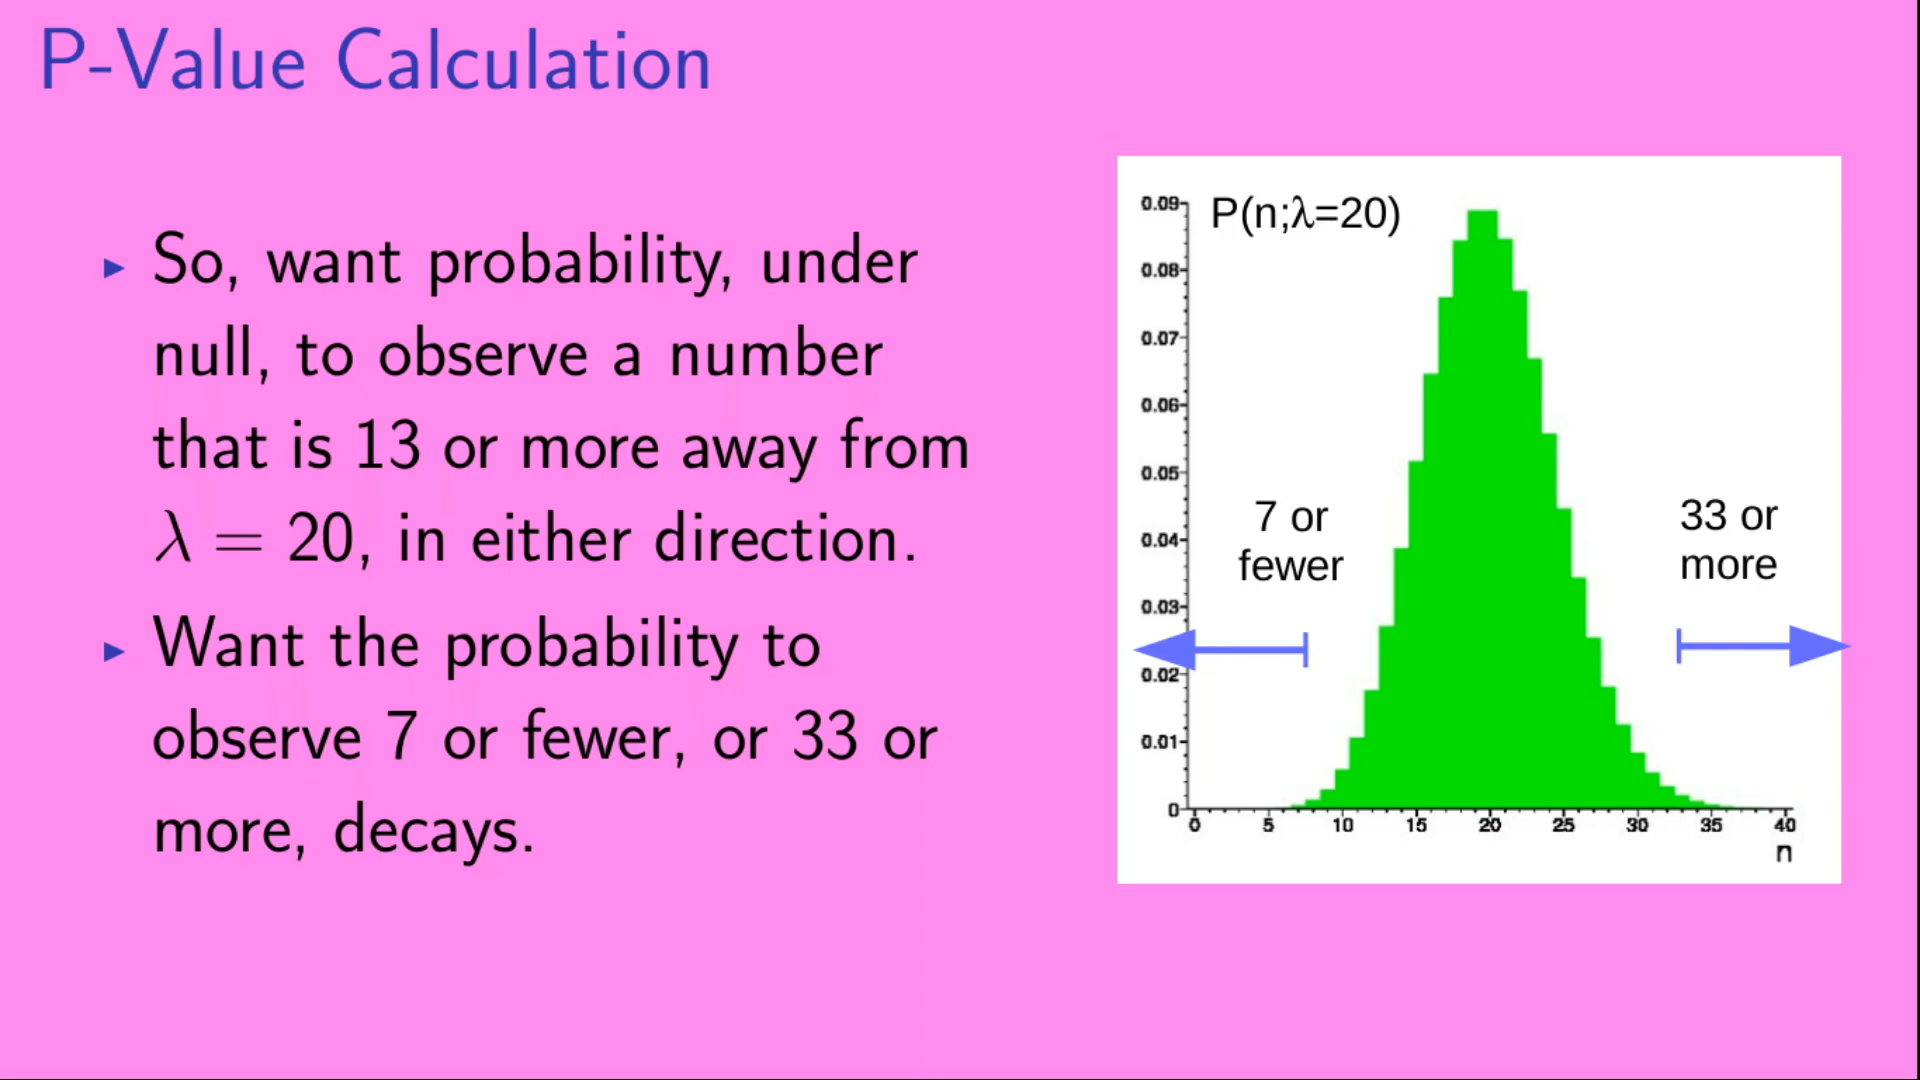 P-Value Calculation
▸ So, want probability, under
null, to observe a number
that is 13 or more away from
λ = 20, in either direction.
▸ Want the probability to
observe 7 or fewer, or 33 or
more, decays.
P(n;λ=20)
0.09
0.08
0.07
0.06
0.05
0.04
0.03
0.02
0.01
0
7 or
fewer
33 or
more
0 5 10 15 20 25 30 35 40
n